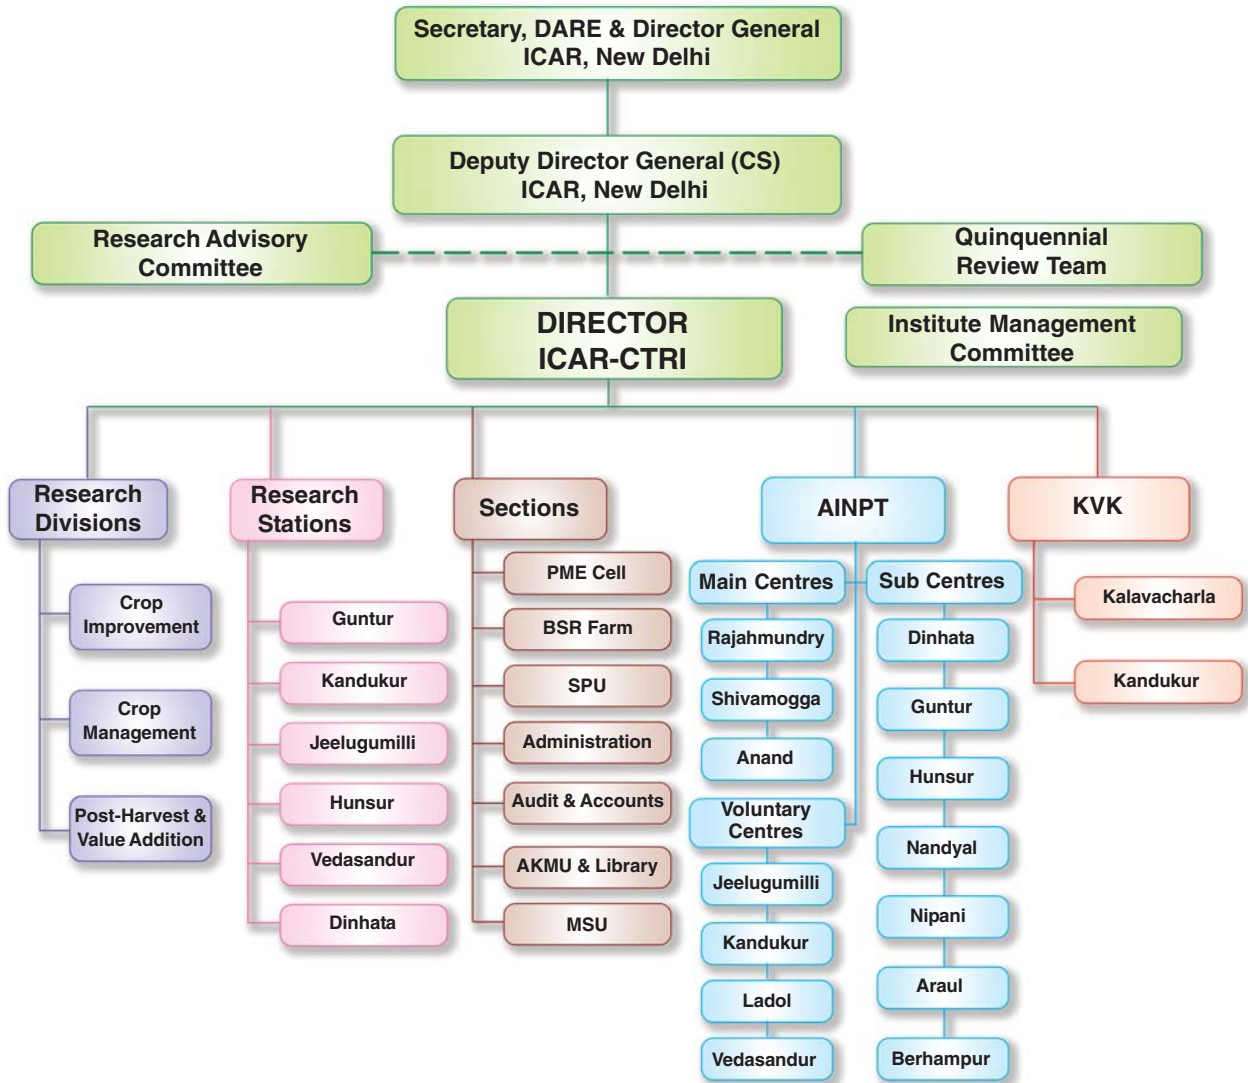 Secretary, DARE & Director General
ICAR, New Delhi
Deputy Director General (CS)
ICAR, New Delhi
Research Advisory
Committee
Quinquennial
Review Team
DIRECTOR
ICAR-CTRI
Institute Management
Committee
Research
Divisions
Crop
Improvement
Crop
Management
Post-Harvest &
Value Addition
Research
Stations
Guntur
Kandukur
Jeelugumilli
Hunsur
Vedasandur
Dinhata
Sections
PME Cell
BSR Farm
SPU
Administration
Audit & Accounts
AKMU & Library
MSU
AINPT
Main Centres
Rajahmundry
Shivamogga
Anand
Voluntary
Centres
Jeelugumilli
Kandukur
Ladol
Vedasandur
Sub Centres
Dinhata
Guntur
Hunsur
Nandyal
Nipani
Araul
Berhampur
KVK
Kalavacharla
Kandukur